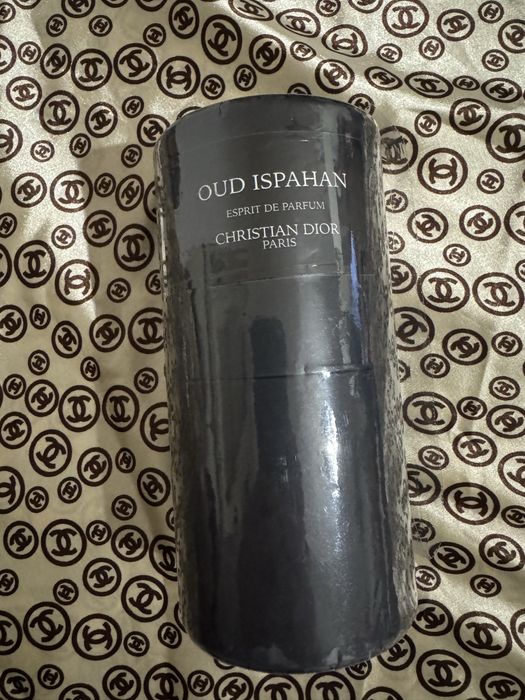 OUD ISPAHAN
ESPRIT DE PARFUM
CHRISTIAN DIOR
PARIS